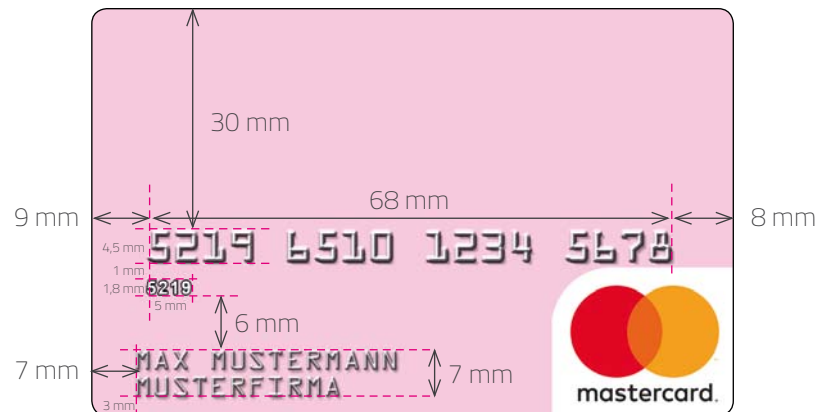 30 mm
68 mm
9 mm
8 mm
4,5 mm
5219 6510 1234 5678
1 mm
1,8 mm
5219
5 mm
6 mm
MAX MUSTERMANN
7 mm
7 mm
MUSTERFIRMA
3 mm
mastercard.